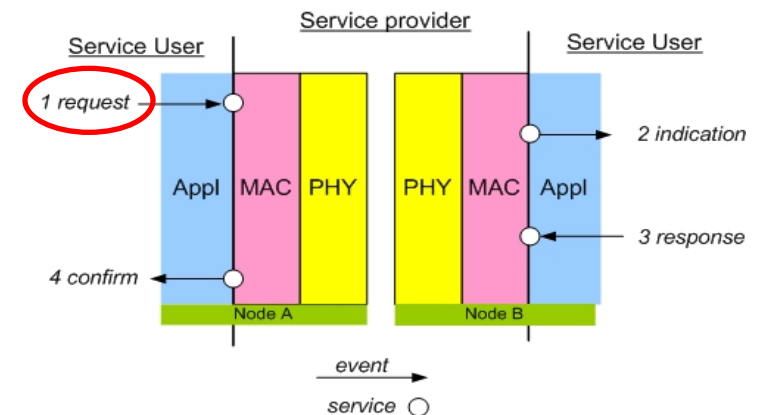 Service provider
Service User
Service User
1 request
2 indication
Appl MAC PHY
PHY MAC Appl
3 response
4 confirm
Node A
Node B
event
service